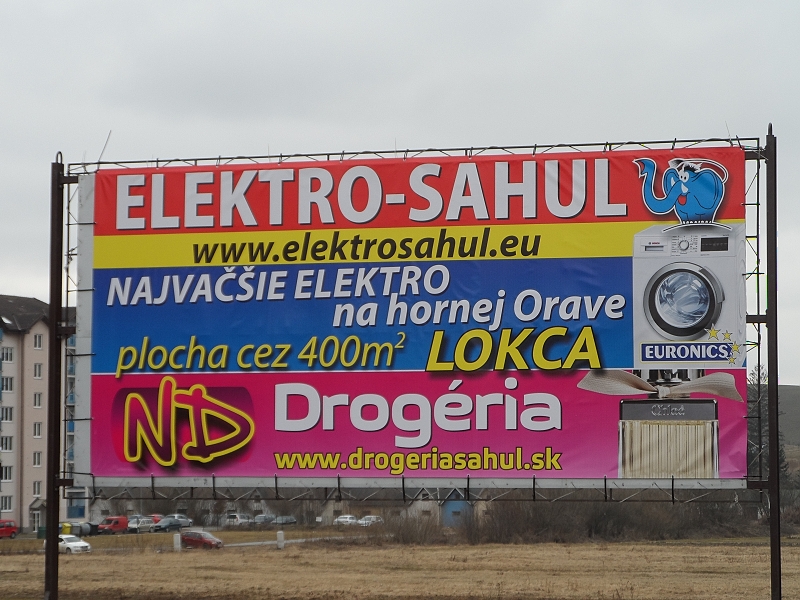 ELEKTRO-SAHUL
www.elektrosahul.eu
NAJVAČŠIE ELEKTRO
na hornej Orave
plocha cez 400m²
LOKCA
EURONICS
ND
Drogéria
www.drogeriasahul.sk